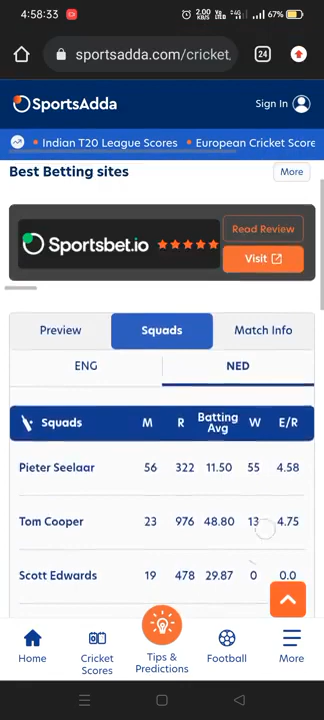 4:58:33 2.00 KB/S Vo LTE 4G 67%
sportsadda.com/cricket 24
SportsAdda Sign In
Indian T20 League Scores European Cricket Score
Best Betting sites More
Sportsbet.io Read Review
Visit
Preview Squads Match Info
ENG NED
Squads M R Batting Avg W E/R
Pieter Seelaar 56 322 11.50 55 4.58
Tom Cooper 23 976 48.80 13 4.75
Scott Edwards 19 478 29.87 0 0.0
Home Cricket Scores Tips & Predictions Football More